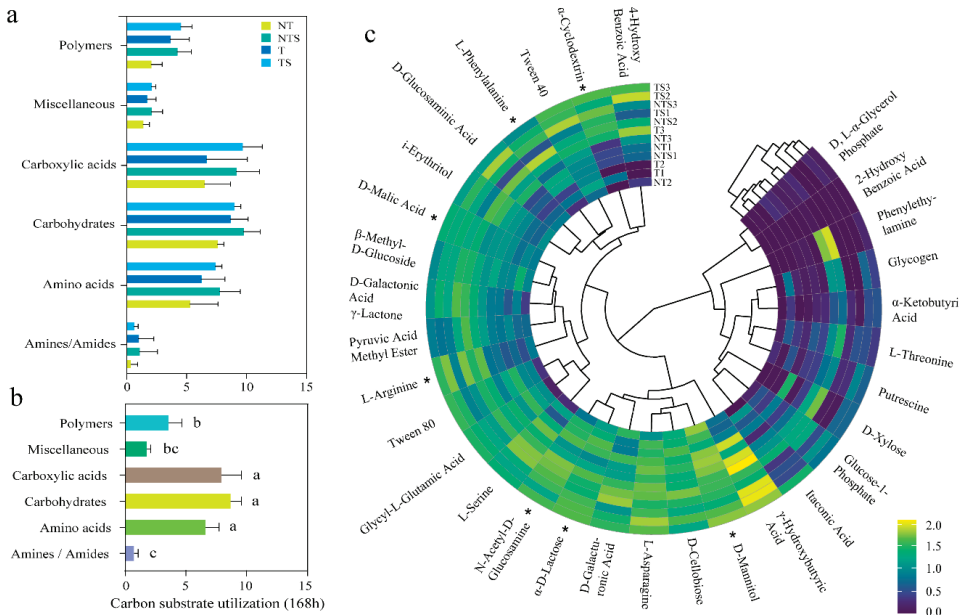 a
NT
NTS
T
TS
Polymers
Miscellaneous
Carboxylic acids
Carbohydrates
Amino acids
Amines/Amides
0
5
10
15
b
Polymers
b
Miscellaneous
bc
Carboxylic acids
a
Carbohydrates
a
Amino acids
a
Amines / Amides
c
0
5
10
15
Carbon substrate utilization (168h)
c
4-Hydroxy
Benzoic Acid
α-Cyclodextrin *
Tween 40
L-Phenylalanine *
D-Glucosaminic Acid
i-Erythritol
D-Malic Acid *
β-Methyl-
D-Glucoside
D-Galactonic
Acid
γ-Lactone
Pyruvic Acid
Methyl Ester
L-Arginine *
Tween 80
Glycyl-L-Glutamic Acid
L-Serine
N-Acetyl-D-
Glucosamine *
α-D-Lactose *
D-Galactu-
ronic Acid
L-Asparagine
D-Cellobiose
* D-Mannitol
γ-Hydroxybutyric
Acid
Itaconic Acid
Glucose-1-
Phosphate
D-Xylose
Putrescine
L-Threonine
α-Ketobutyri
Acid
Glycogen
Phenylethy-
lamine
2-Hydroxy
Benzoic Acid
D, L-α-Glycerol
Phosphate
TS3
TS2
NTS3
TS1
NTS2
T3
NT3
NT1
NTS1
T2
T1
NT2
2.0
1.5
1.0
0.5
0.0